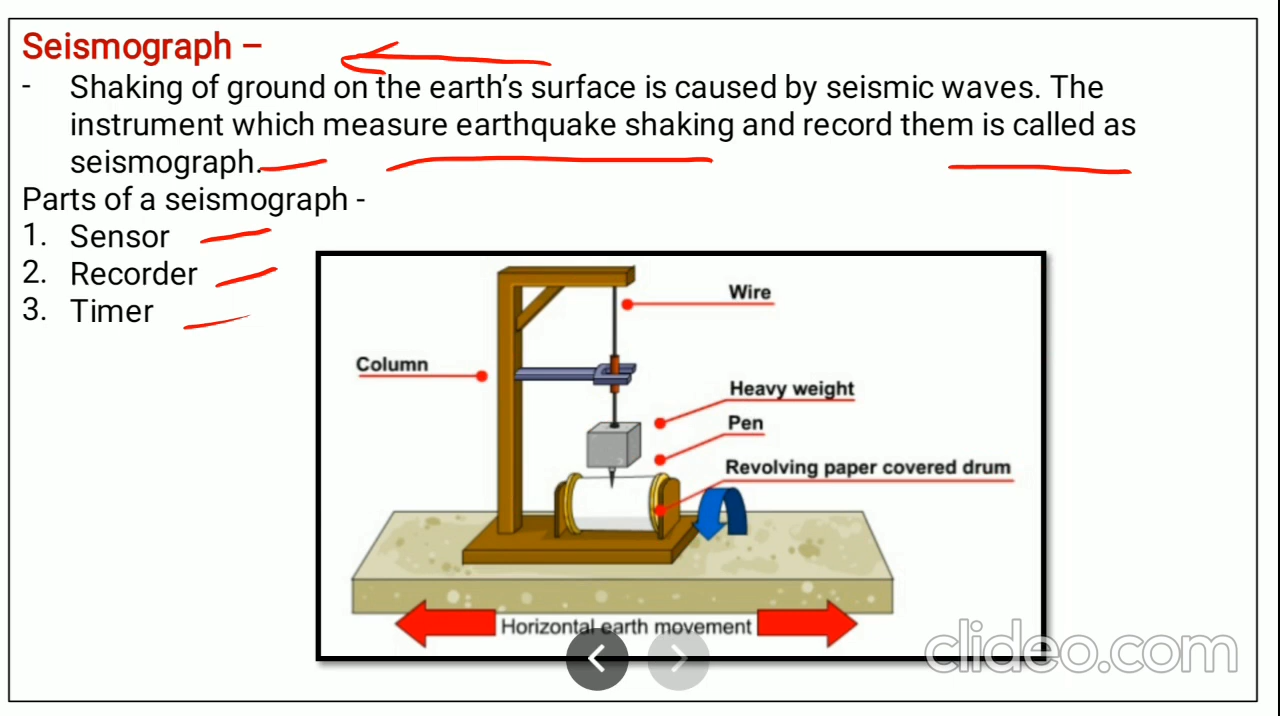 Seismograph –
- Shaking of ground on the earth's surface is caused by seismic waves. The
instrument which measure earthquake shaking and record them is called as
seismograph.
Parts of a seismograph -
1. Sensor
2. Recorder
3. Timer
Wire
Column
Heavy weight
Pen
Revolving paper covered drum
Horizontal earth movement
clideo.com